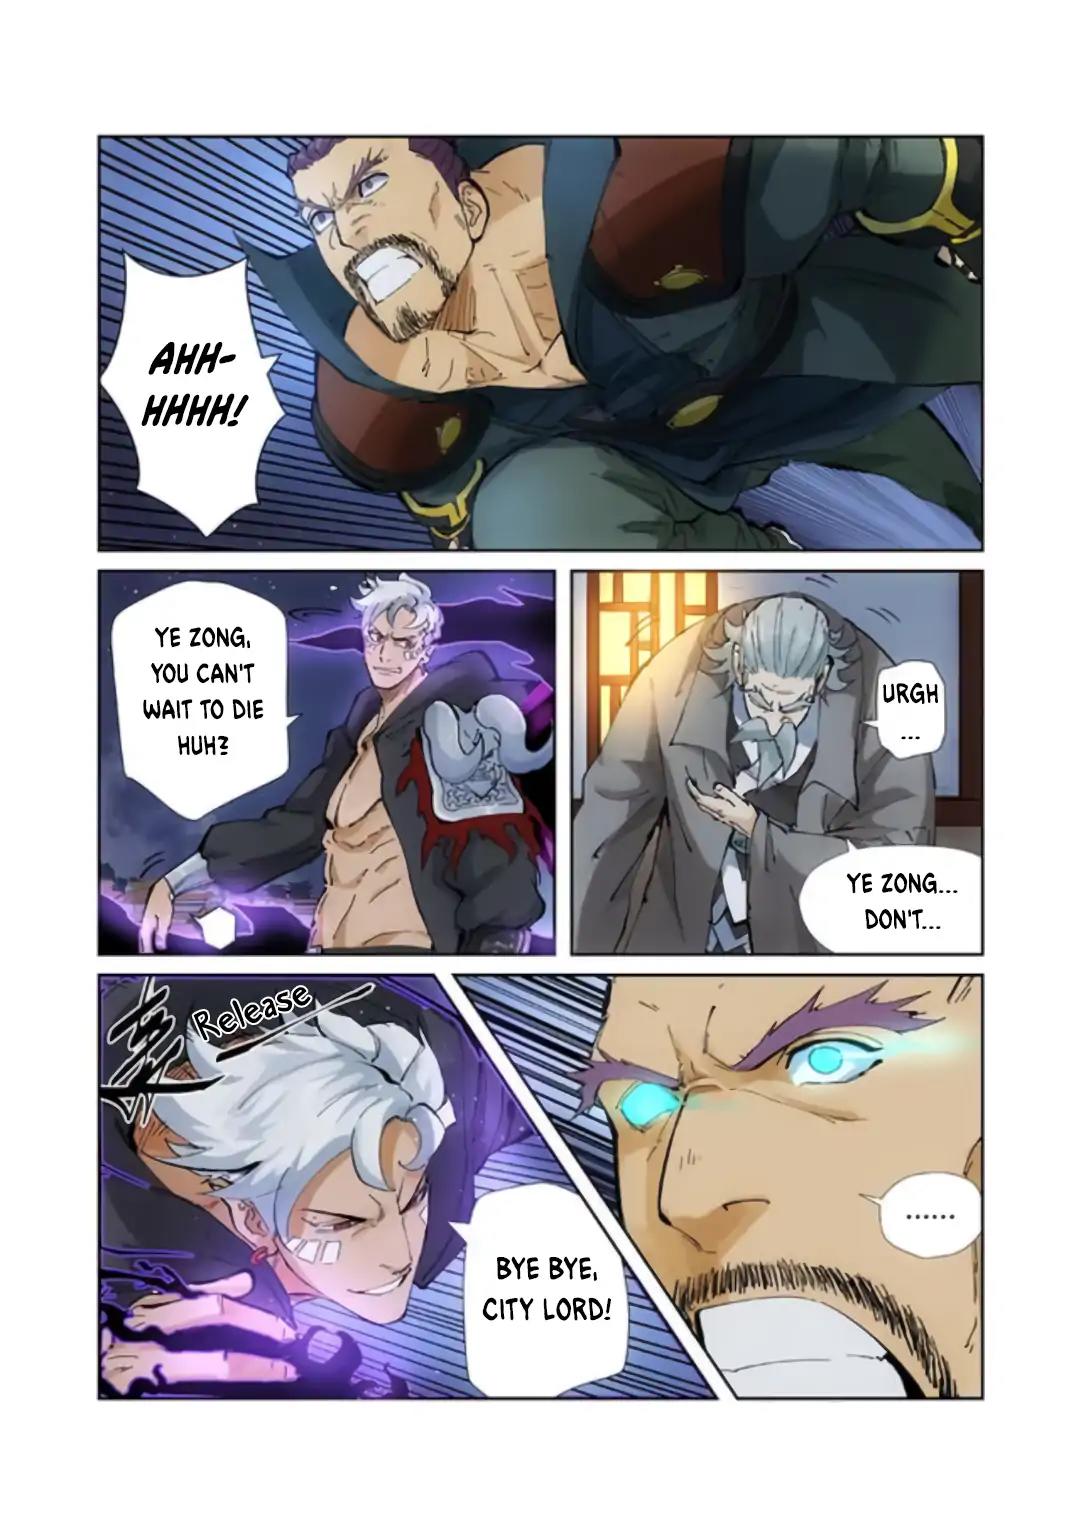 AHH-
HHHH!
YE ZONG,
YOU CAN'T
WAIT TO DIE
HUH?
URGH
...
YE ZONG...
DON'T...
Release
BYE BYE,
CITY LORD!
......